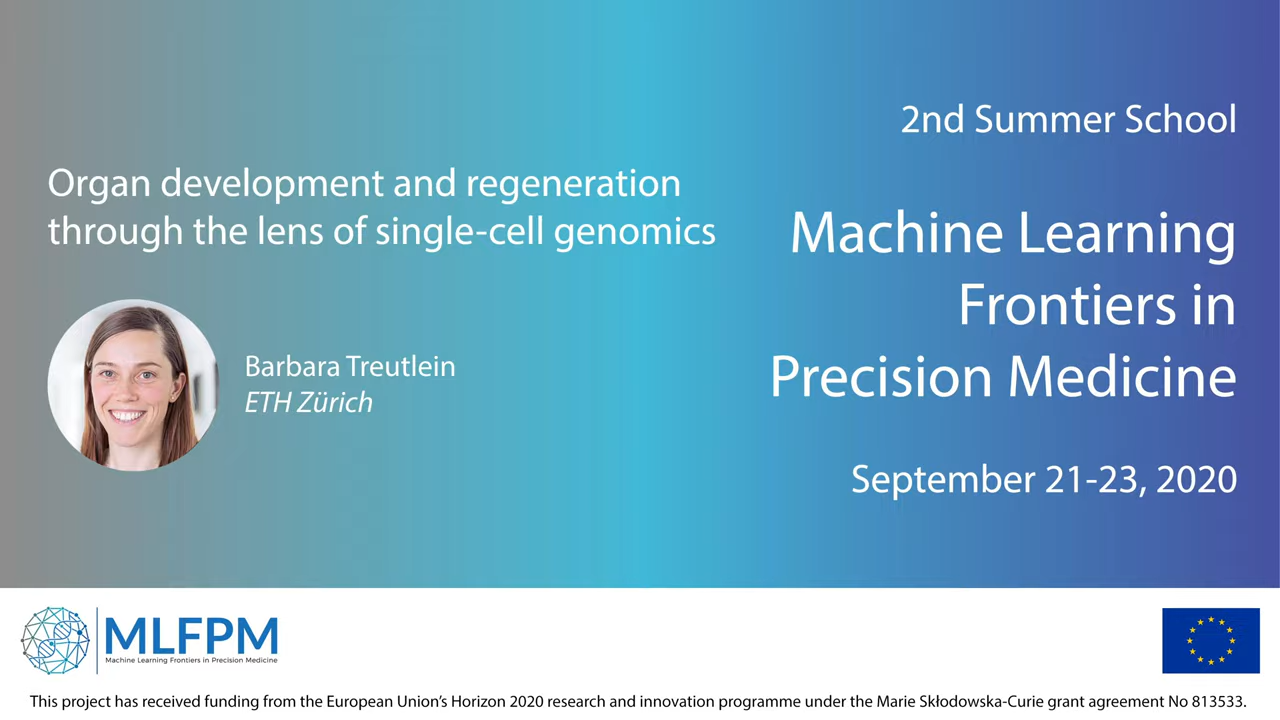 Organ development and regeneration
through the lens of single-cell genomics
Barbara Treutlein
ETH Zürich
2nd Summer School
Machine Learning
Frontiers in
Precision Medicine
September 21-23, 2020
MLFPM
Machine Learning Frontiers in Precision Medicine
This project has received funding from the European Union's Horizon 2020 research and innovation programme under the Marie Skłodowska-Curie grant agreement No 813533.